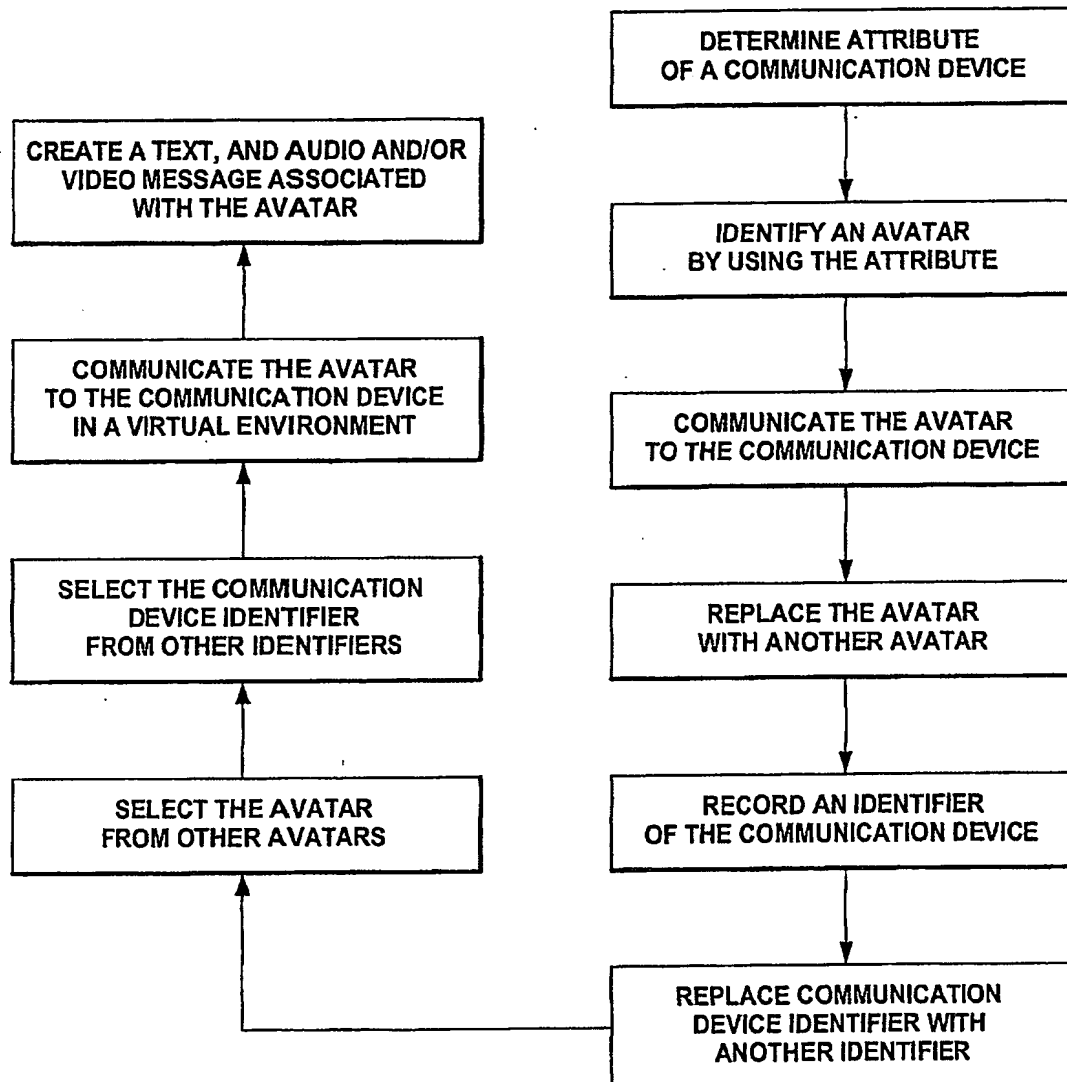 DETERMINE ATTRIBUTE
OF A COMMUNICATION DEVICE
IDENTIFY AN AVATAR
BY USING THE ATTRIBUTE
COMMUNICATE THE AVATAR
TO THE COMMUNICATION DEVICE
REPLACE THE AVATAR
WITH ANOTHER AVATAR
RECORD AN IDENTIFIER
OF THE COMMUNICATION DEVICE
REPLACE COMMUNICATION
DEVICE IDENTIFIER WITH
ANOTHER IDENTIFIER
SELECT THE AVATAR
FROM OTHER AVATARS
SELECT THE COMMUNICATION
DEVICE IDENTIFIER
FROM OTHER IDENTIFIERS
COMMUNICATE THE AVATAR
TO THE COMMUNICATION DEVICE
IN A VIRTUAL ENVIRONMENT
CREATE A TEXT, AND AUDIO AND/OR
VIDEO MESSAGE ASSOCIATED
WITH THE AVATAR